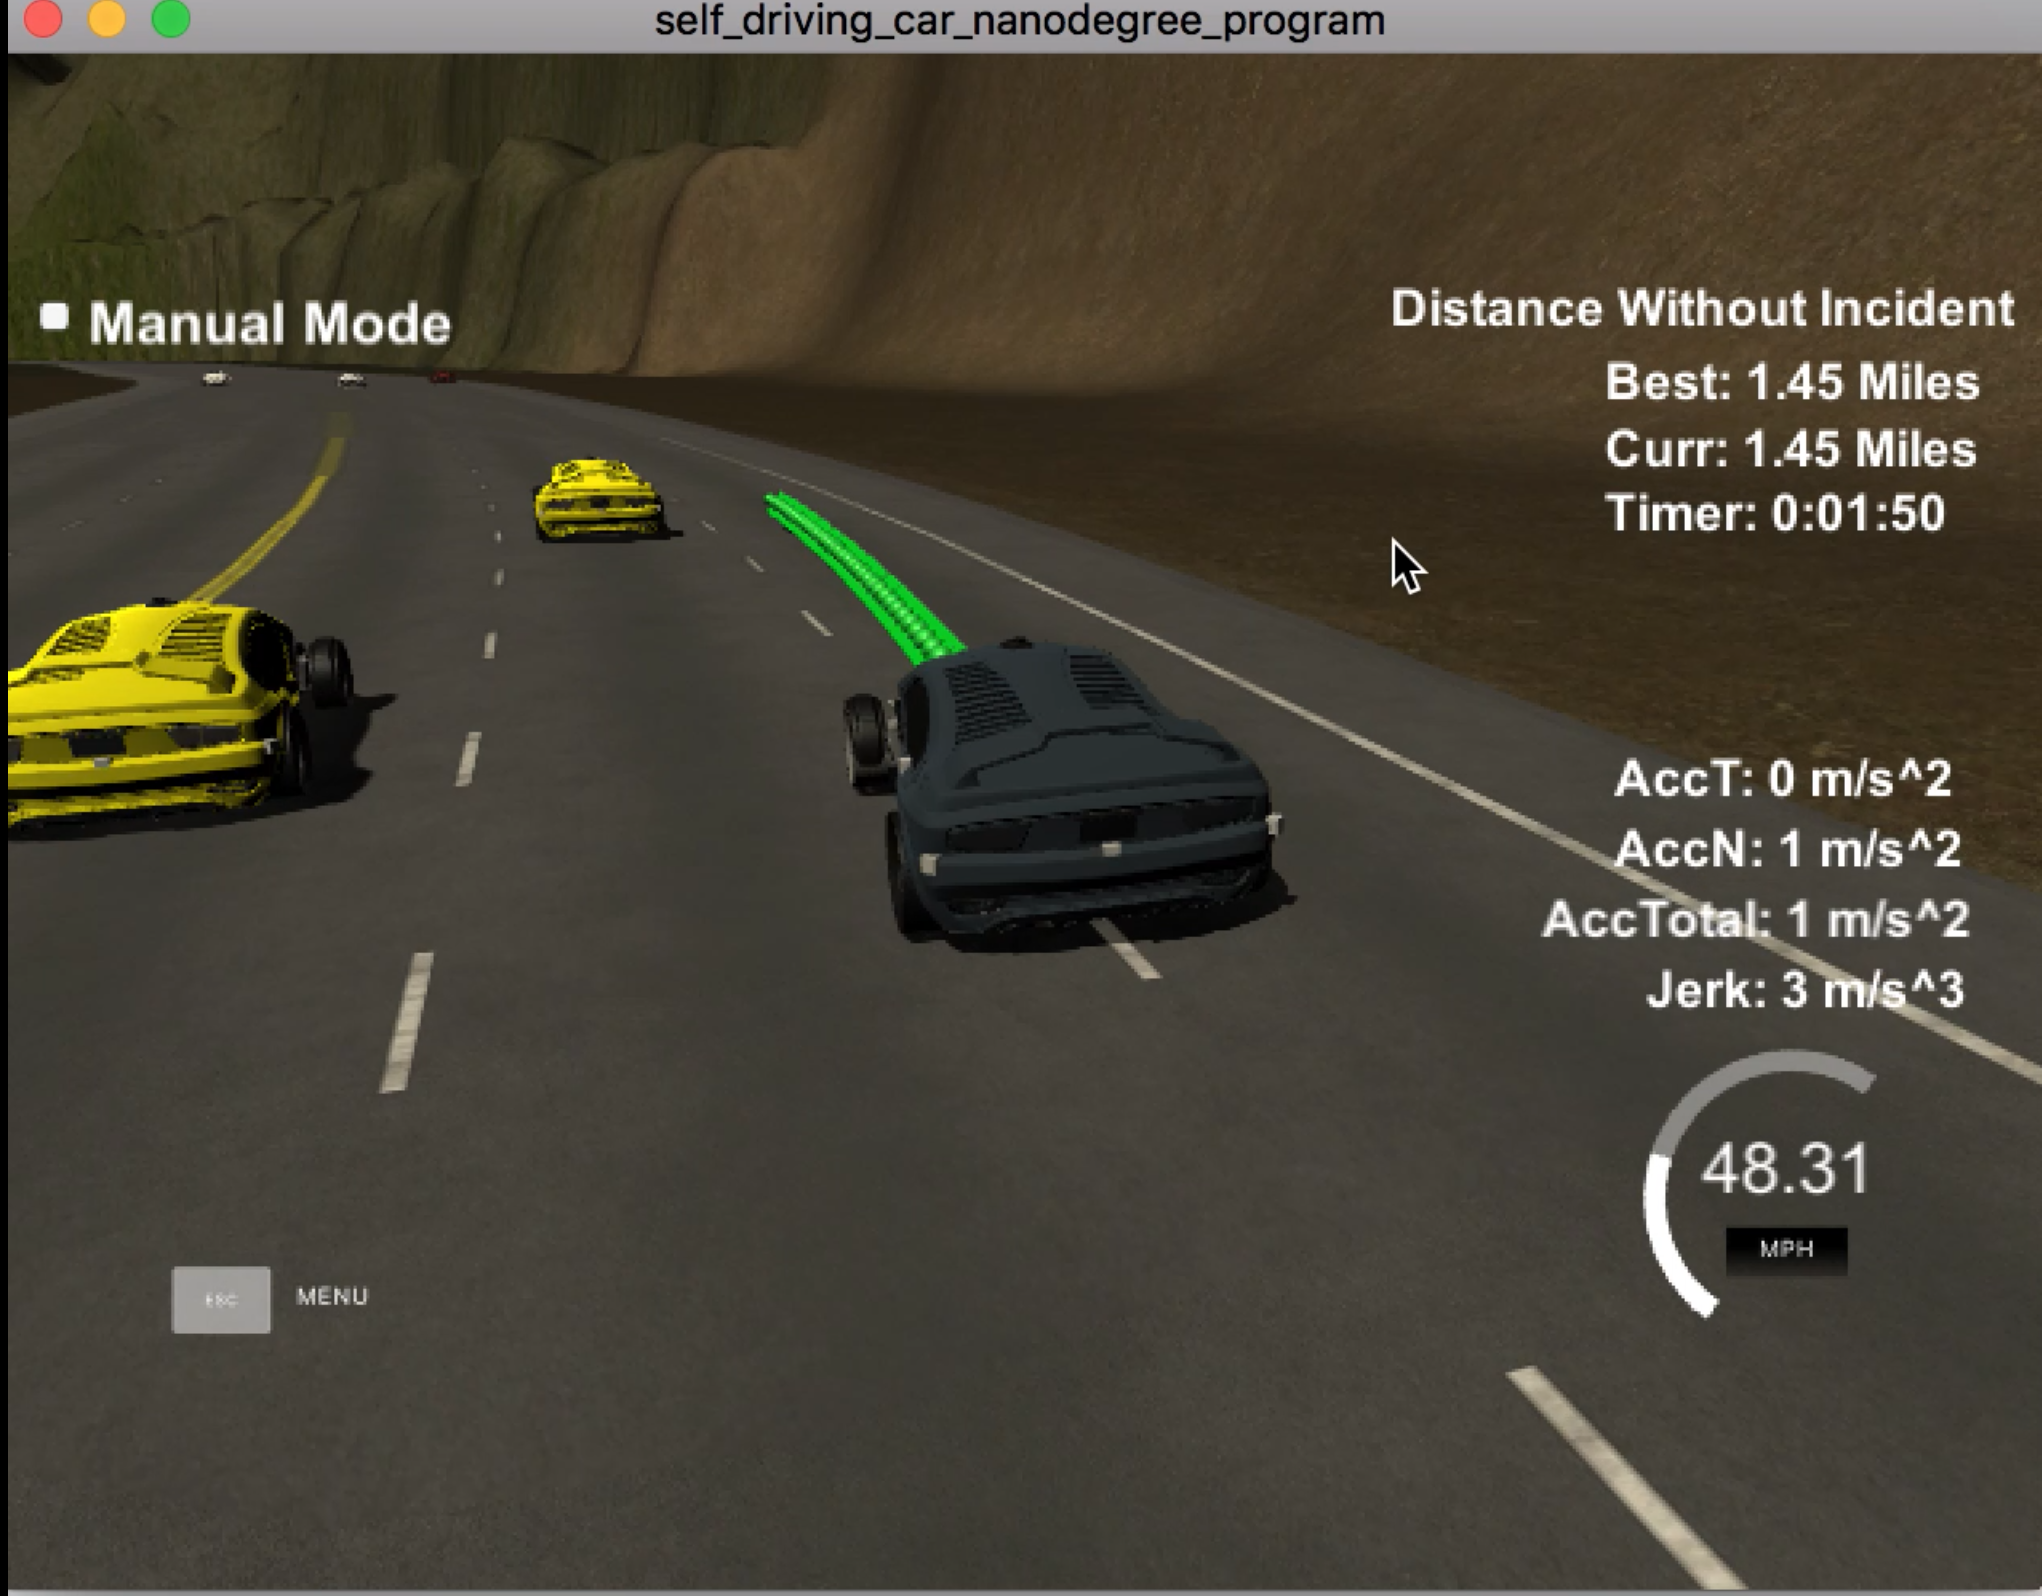 self_driving_car_nanodegree_program
Manual Mode
Distance Without Incident
Best: 1.45 Miles
Curr: 1.45 Miles
Timer: 0:01:50
AccT: 0 m/s^2
AccN: 1 m/s^2
AccTotal: 1 m/s^2
Jerk: 3 m/s^3
48.31
MPH
ESC MENU